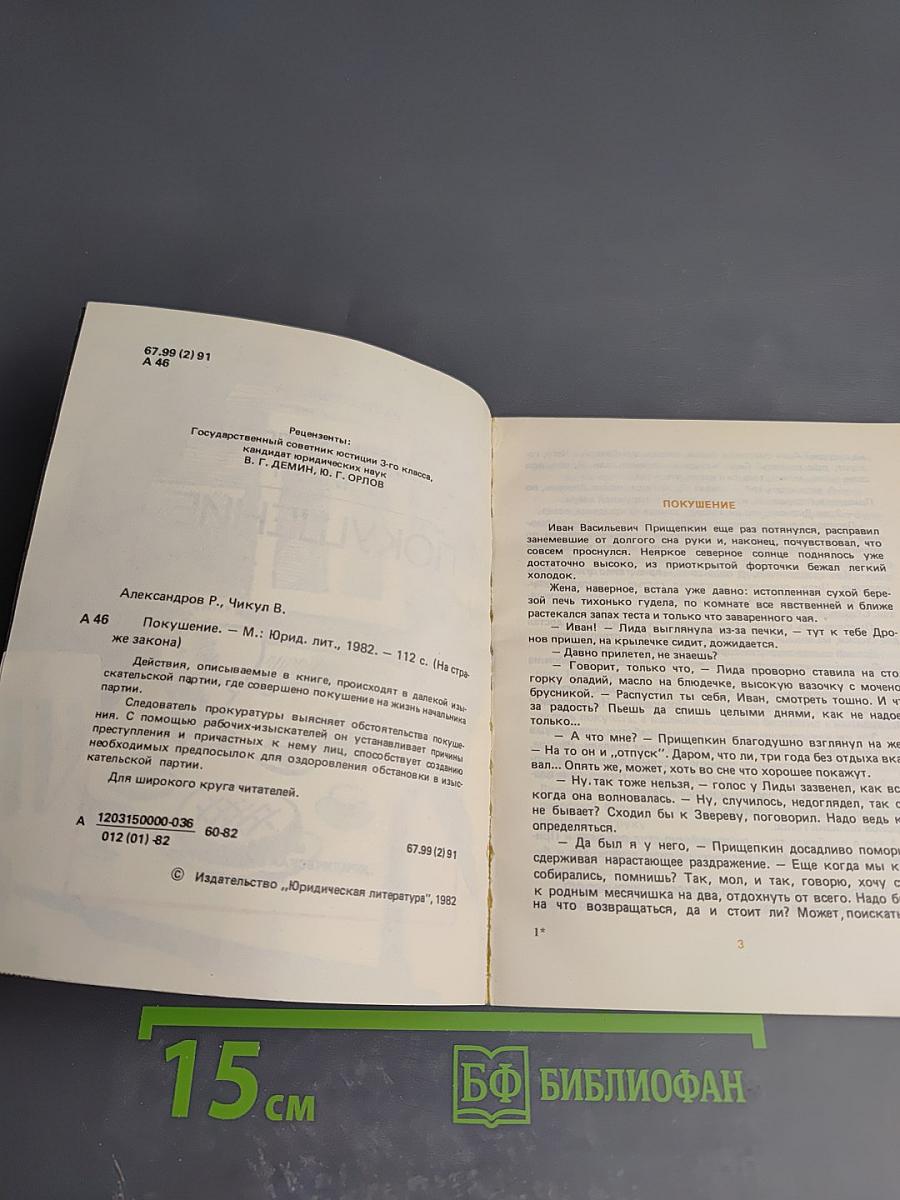 67.99 (2) 91
А 46
Рецензенты:
Государственный советник юстиции 3-го класса,
кандидат юридических наук
В. Г. ДЕМИН, Ю. Г. ОРЛОВ
Александров Р., Чикул В.
А 46 Покушение. — М.: Юрид. лит., 1982. — 112 с. (На стра-
же закона)
Действия, описываемые в книге, происходят в далекой изы-
скательской партии, где совершено покушение на жизнь начальника
партии.
Следователь прокуратуры выясняет обстоятельства покуше-
ния. С помощью рабочих-изыскателей он устанавливает причины
преступления и причастных к нему лиц, способствует созданию
необходимых предпосылок для оздоровления обстановки в изыс-
кательской партии.
Для широкого круга читателей.
А 1203150000-036 60-82
012 (01) -82
67.99 (2) 91
© Издательство „Юридическая литература", 1982
ПОКУШЕНИЕ
Иван Васильевич Прищепкин еще раз потянулся, расправил
занемевшие от долгого сна руки и, наконец, почувствовал, что
совсем проснулся. Неяркое северное солнце поднялось уже
достаточно высоко, из приоткрытой форточки бежал легкий
холодок.
Жена, наверное, встала уже давно: истопленная сухой бере-
зой печь тихонько гудела, по комнате все явственней и ближе
растекался запах теста и только что заваренного чая.
— Иван! — Лида выглянула из-за печки, — тут к тебе Дро-
нов пришел, на крылечке сидит, дожидается.
— Давно прилетел, не знаешь?
— Говорит, только что, — Лида проворно ставила на сто
горку оладий, масло на блюдечке, высокую вазочку с мочено
брусникой. — Распустил ты себя, Иван, смотреть тошно. И чт
за радость? Пьешь да спишь целыми днями, как не надое
только...
— А что мне? — Прищепкин благодушно взглянул на же
— На то он и „отпуск". Даром, что ли, три года без отдыха вка
вал... Опять же, может, хоть во сне что хорошее покажут.
— Ну, так тоже нельзя, — голос у Лиды зазвенел, как вс
когда она волновалась. — Ну, случилось, недоглядел, так с
не бывает? Сходил бы к Звереву, поговорил. Надо ведь к
определяться.
— Да был я у него, — Прищепкин досадливо помор
сдерживая нарастающее раздражение. — Еще когда мы к
собирались, помнишь? Так, мол, и так, говорю, хочу с
к родным месячишка на два, отдохнуть от всего. Надо б
на что возвращаться, да и стоит ли? Может, поискать
1*
3
15 см
БФ БИБЛИОФАН